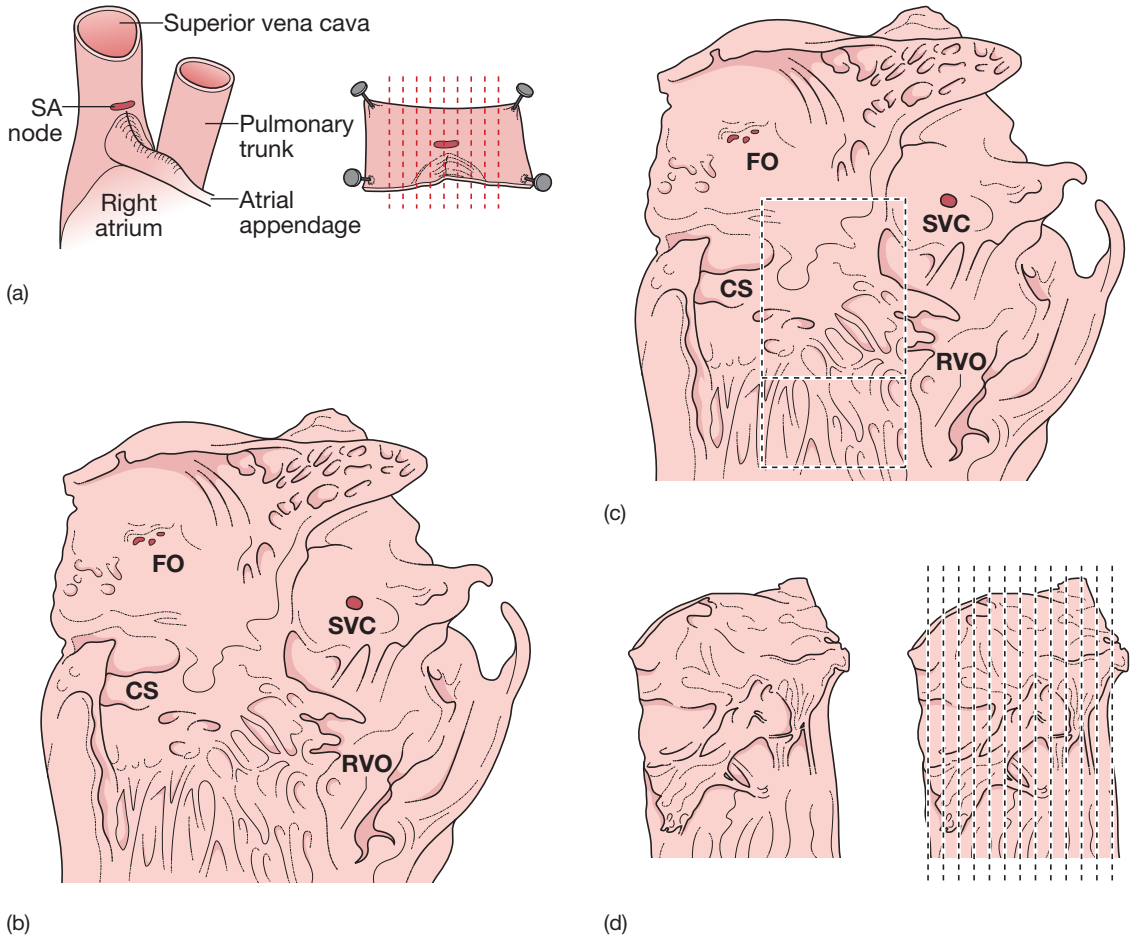 Superior vena cava
SA
node
Pulmonary
trunk
Right
atrium
Atrial
appendage
(a)
FO
SVC
CS
RVO
(c)
FO
SVC
CS
RVO
(b)
(d)